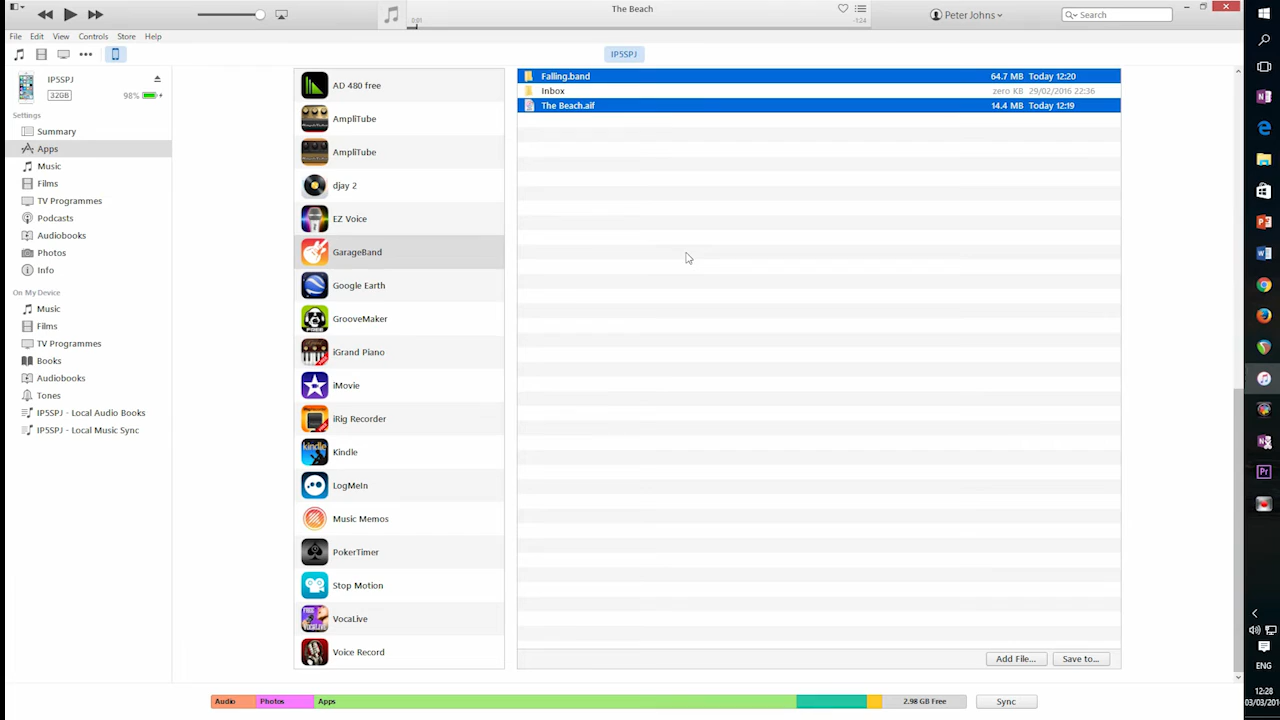 The Beach
0:01
-1:24
Peter Johns
Search
File Edit View Controls Store Help
IP5SPJ
IP5SPJ
32GB
98%
Settings
Summary
Apps
Music
Films
TV Programmes
Podcasts
Audiobooks
Photos
Info
On My Device
Music
Films
TV Programmes
Books
Audiobooks
Tones
IP5SPJ - Local Audio Books
IP5SPJ - Local Music Sync
AD 480 free
AmpliTube
AmpliTube
djay 2
EZ Voice
GarageBand
Google Earth
GrooveMaker
iGrand Piano
iMovie
iRig Recorder
Kindle
LogMeIn
Music Memos
PokerTimer
Stop Motion
VocaLive
Voice Record
Falling.band 64.7 MB Today 12:20
Inbox zero KB 29/02/2016 22:36
The Beach.aif 14.4 MB Today 12:19
Add File... Save to...
Audio Photos Apps 2.98 GB Free Sync
ENG
12:28